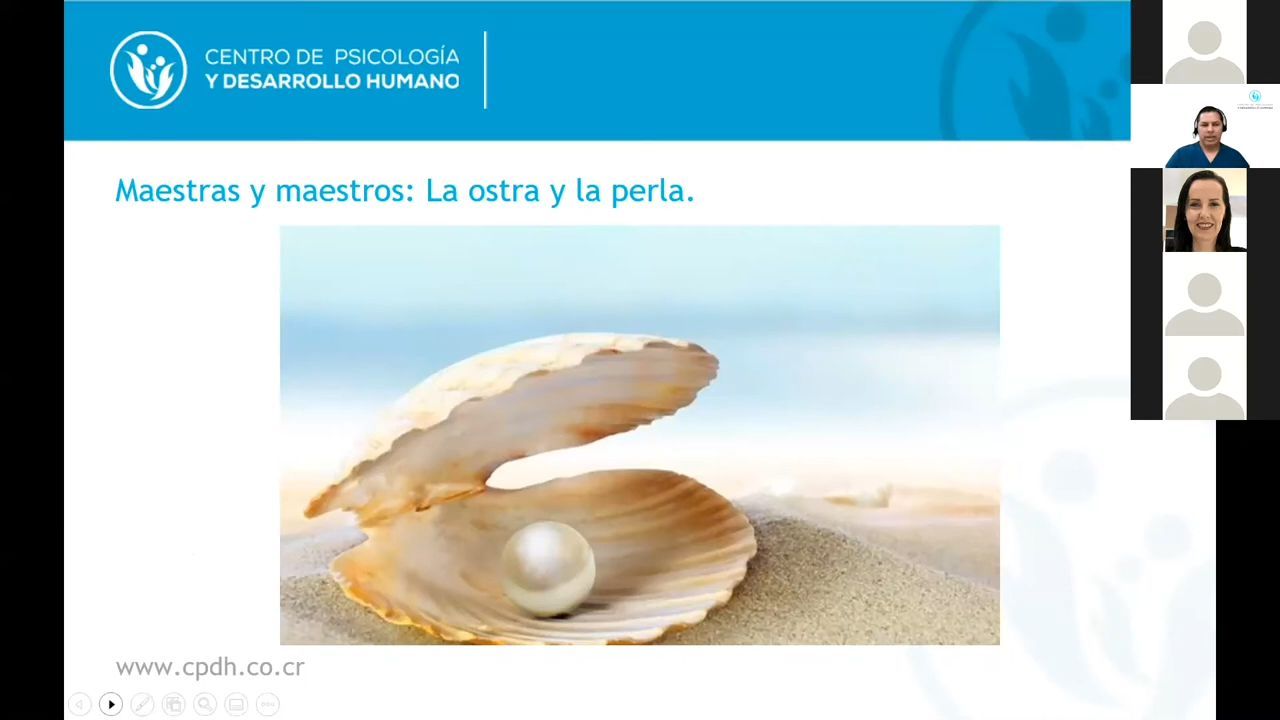 CENTRO DE PSICOLOGÍA
Y DESARROLLO HUMANO
Maestras y maestros: La ostra y la perla.
www.cpdh.co.cr